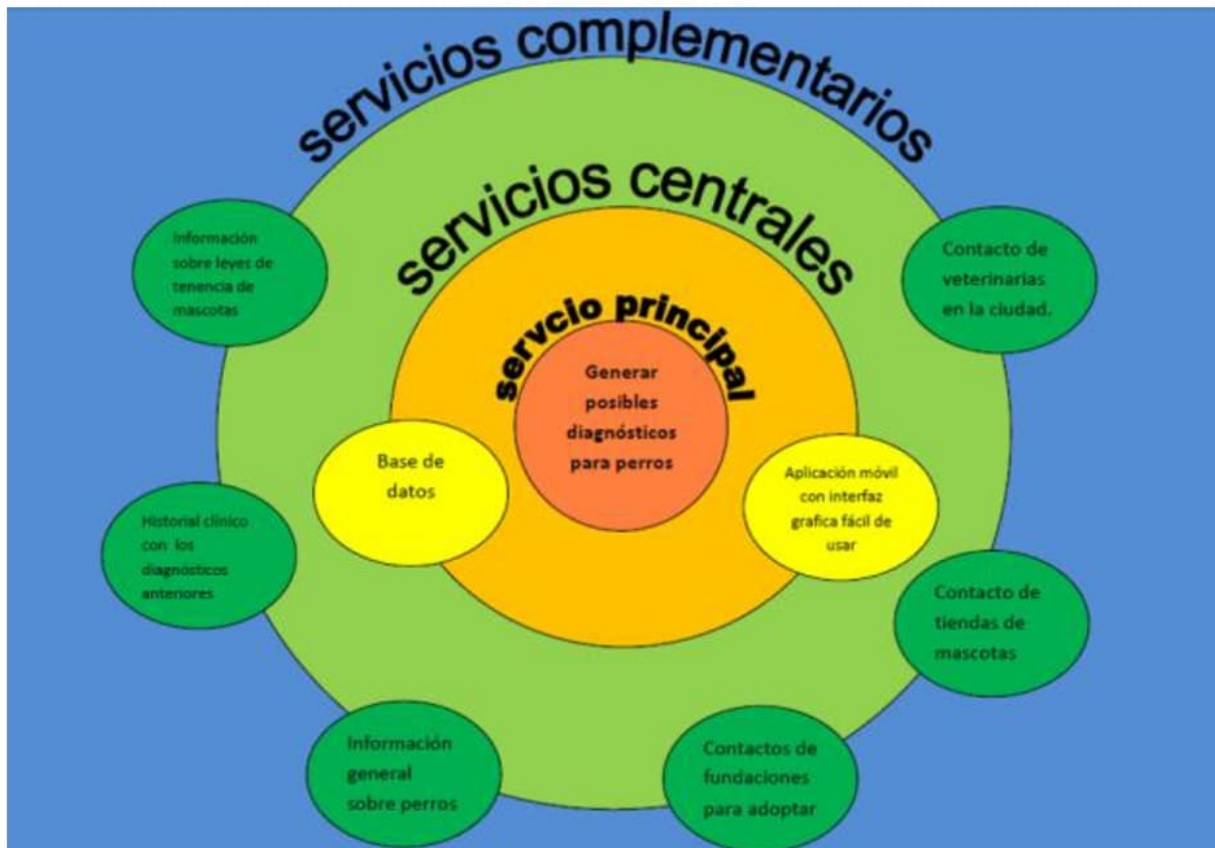 servicios complementarios
servicios centrales
servcio principal
Generar
posibles
diagnósticos
para perros
Base de
datos
Aplicación móvil
con interfaz
grafica fácil de
usar
Información
sobre leyes de
tenencia de
mascotas
Contacto de
veterinarias
en la ciudad.
Historial clínico
con los
diagnósticos
anteriores
Contacto de
tiendas de
mascotas
Información
general
sobre perros
Contactos de
fundaciones
para adoptar